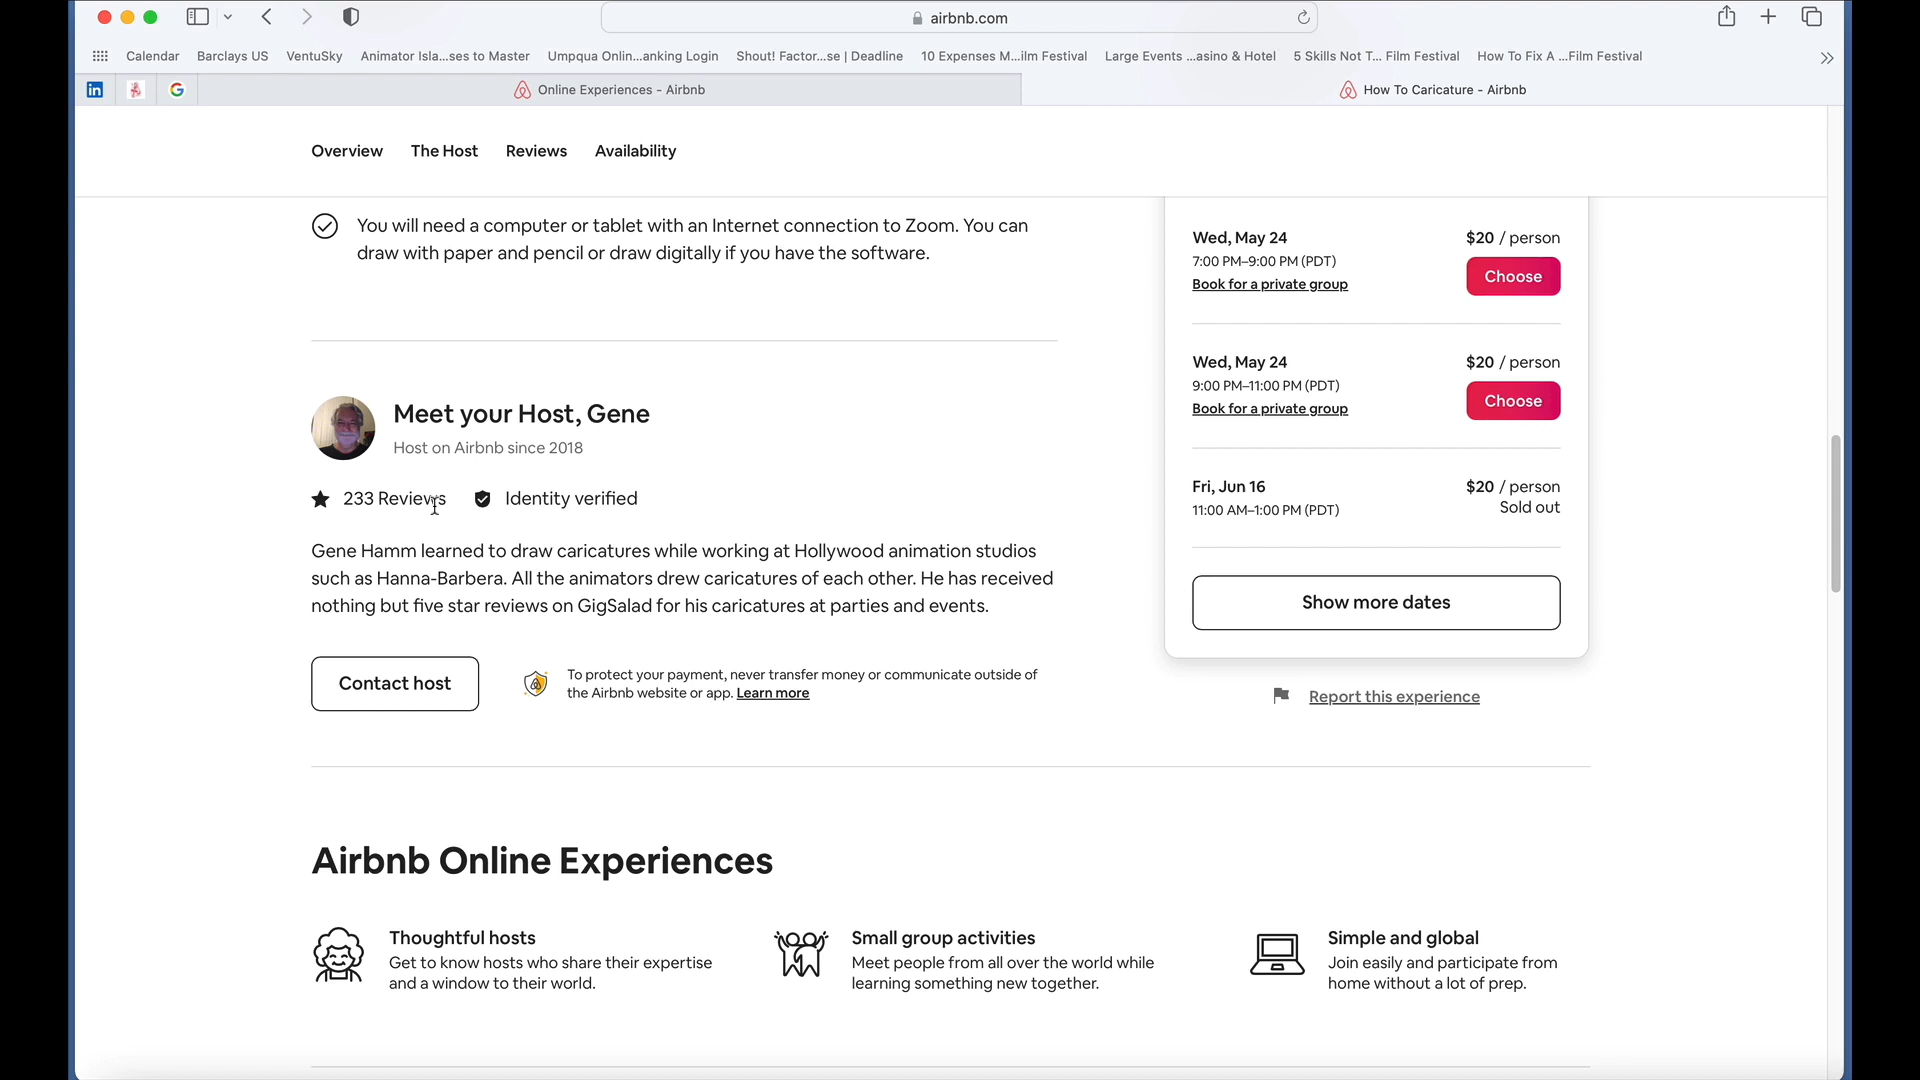 airbnb.com
Calendar
Barclays US
VentuSky
Animator Isla...ses to Master
Umpqua Onlin...anking Login
Shout! Factor...se | Deadline
10 Expenses M...ilm Festival
Large Events ...asino & Hotel
5 Skills Not T... Film Festival
How To Fix A ...Film Festival
Online Experiences - Airbnb
How To Caricature - Airbnb
Overview
The Host
Reviews
Availability
You will need a computer or tablet with an Internet connection to Zoom. You can
draw with paper and pencil or draw digitally if you have the software.
Meet your Host, Gene
Host on Airbnb since 2018
233 Reviews
Identity verified
Gene Hamm learned to draw caricatures while working at Hollywood animation studios
such as Hanna-Barbera. All the animators drew caricatures of each other. He has received
nothing but five star reviews on GigSalad for his caricatures at parties and events.
Contact host
To protect your payment, never transfer money or communicate outside of
the Airbnb website or app. Learn more
Wed, May 24
$20 / person
7:00 PM–9:00 PM (PDT)
Book for a private group
Choose
Wed, May 24
$20 / person
9:00 PM–11:00 PM (PDT)
Book for a private group
Choose
Fri, Jun 16
$20 / person
11:00 AM–1:00 PM (PDT)
Sold out
Show more dates
Report this experience
Airbnb Online Experiences
Thoughtful hosts
Get to know hosts who share their expertise
and a window to their world.
Small group activities
Meet people from all over the world while
learning something new together.
Simple and global
Join easily and participate from
home without a lot of prep.